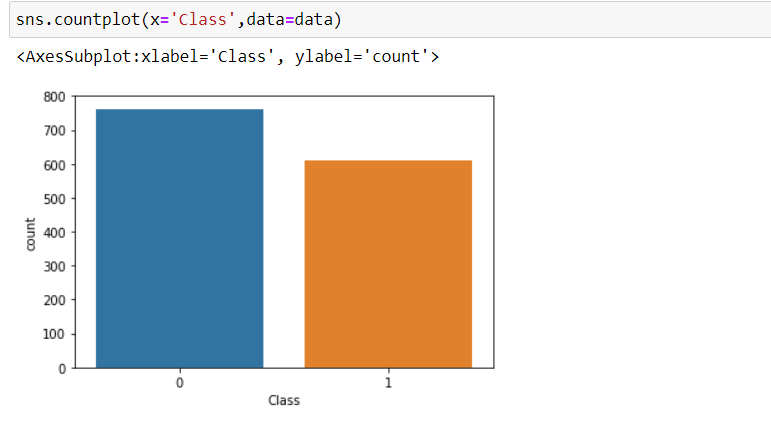 sns.countplot(x='Class',data=data)
<AxesSubplot:xlabel='Class', ylabel='count'>
800
700
600
500
400
300
200
100
0
count
0 1
Class